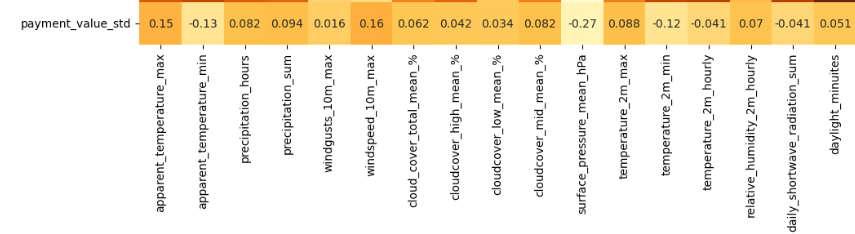 payment_value_std
0.15 -0.13 0.082 0.094 0.016 0.16 0.062 0.042 0.034 0.082 -0.27 0.088 -0.12 -0.041 0.07 -0.041 0.051
apparent_temperature_max
apparent_temperature_min
precipitation_hours
precipitation_sum
windgusts_10m_max
windspeed_10m_max
cloud_cover_total_mean_%
cloudcover_high_mean_%
cloudcover_low_mean_%
cloudcover_mid_mean_%
surface_pressure_mean_hPa
temperature_2m_max
temperature_2m_min
temperature_2m_hourly
relative_humidity_2m_hourly
daily_shortwave_radiation_sum
daylight_minuites